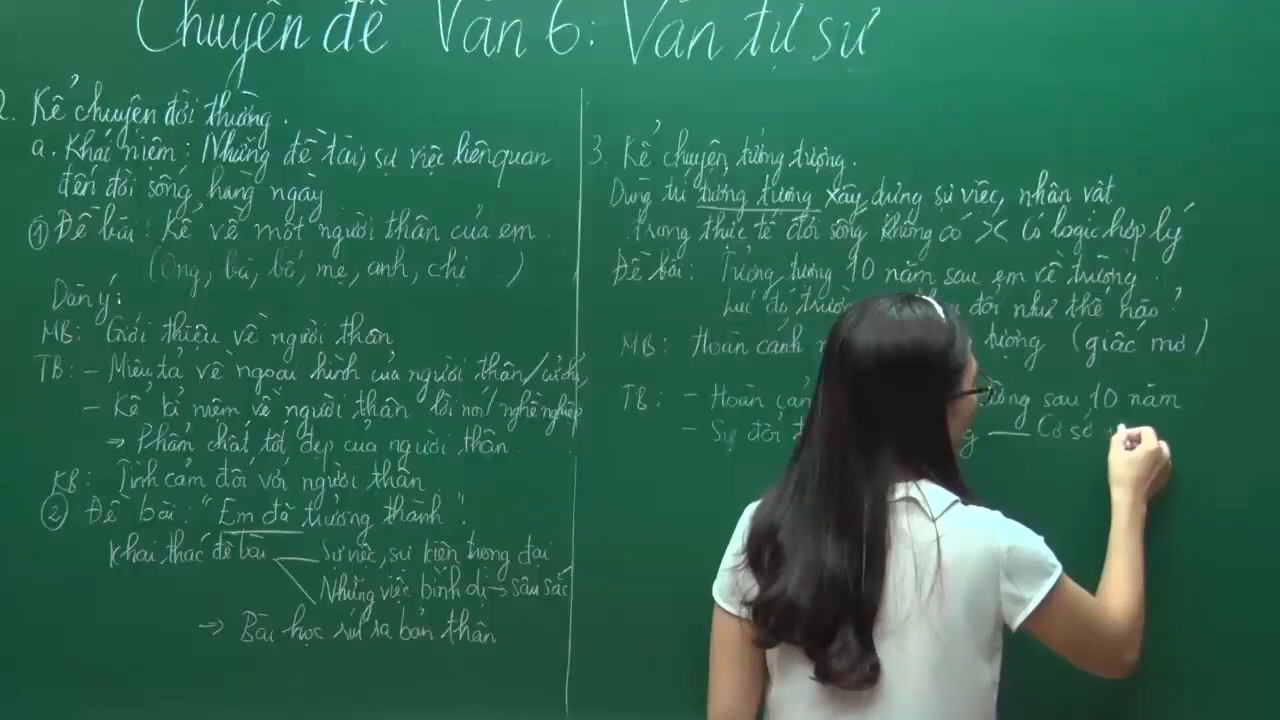 Chuyên đề Văn 6: Văn tự sự
2. Kể chuyện đời thường.
a. Khái niệm: Những đề tài, sự việc liên quan
đến đời sống hàng ngày
① Đề bài: Kể về một người thân của em.
(Ông, bà, bố, mẹ, anh, chị )
Dàn ý:
MB: Giới thiệu về người thân
TB: - Miêu tả về ngoại hình của người thân/cử chỉ,
- Kể kỉ niệm về người thân lời nói/nghề nghiệp
⇒ Phẩm chất tốt đẹp của người thân
KB: Tình cảm đối với người thân
② Đề bài: "Em đã trưởng thành".
Khai thác đề tài
Sự việc, sự kiện trọng đại
Những việc bình dị → sâu sắc
→ Bài học rút ra bản thân
3. Kể chuyện tưởng tượng.
Dùng trí tưởng tượng xây dựng sự việc, nhân vật
trong thực tế đời sống không có >< Có logic hợp lý
Đề bài: Tưởng tượng 10 năm sau em về trường.
Lúc đó trường đổi như thế nào?
MB: Hoàn cảnh tượng (giấc mơ)
TB: - Hoàn cảnh sau 10 năm
- Sự đổi — Cơ sở